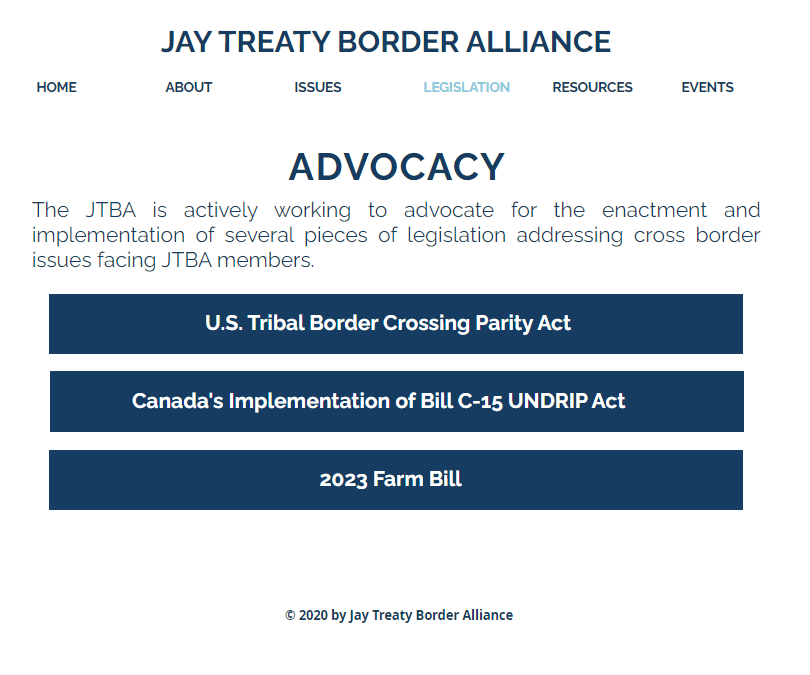 JAY TREATY BORDER ALLIANCE
HOME ABOUT ISSUES LEGISLATION RESOURCES EVENTS
ADVOCACY
The JTBA is actively working to advocate for the enactment and
implementation of several pieces of legislation addressing cross border
issues facing JTBA members.
U.S. Tribal Border Crossing Parity Act
Canada's Implementation of Bill C-15 UNDRIP Act
2023 Farm Bill
© 2020 by Jay Treaty Border Alliance